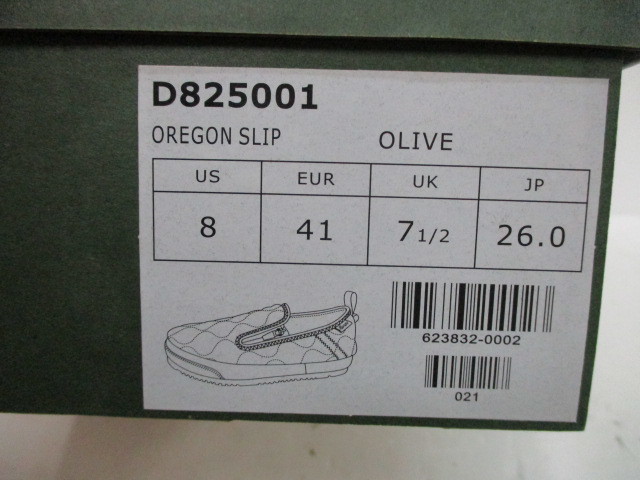 D825001
OREGON SLIP OLIVE
US EUR UK JP
8 41 7 1/2 26.0
623832-0002
021